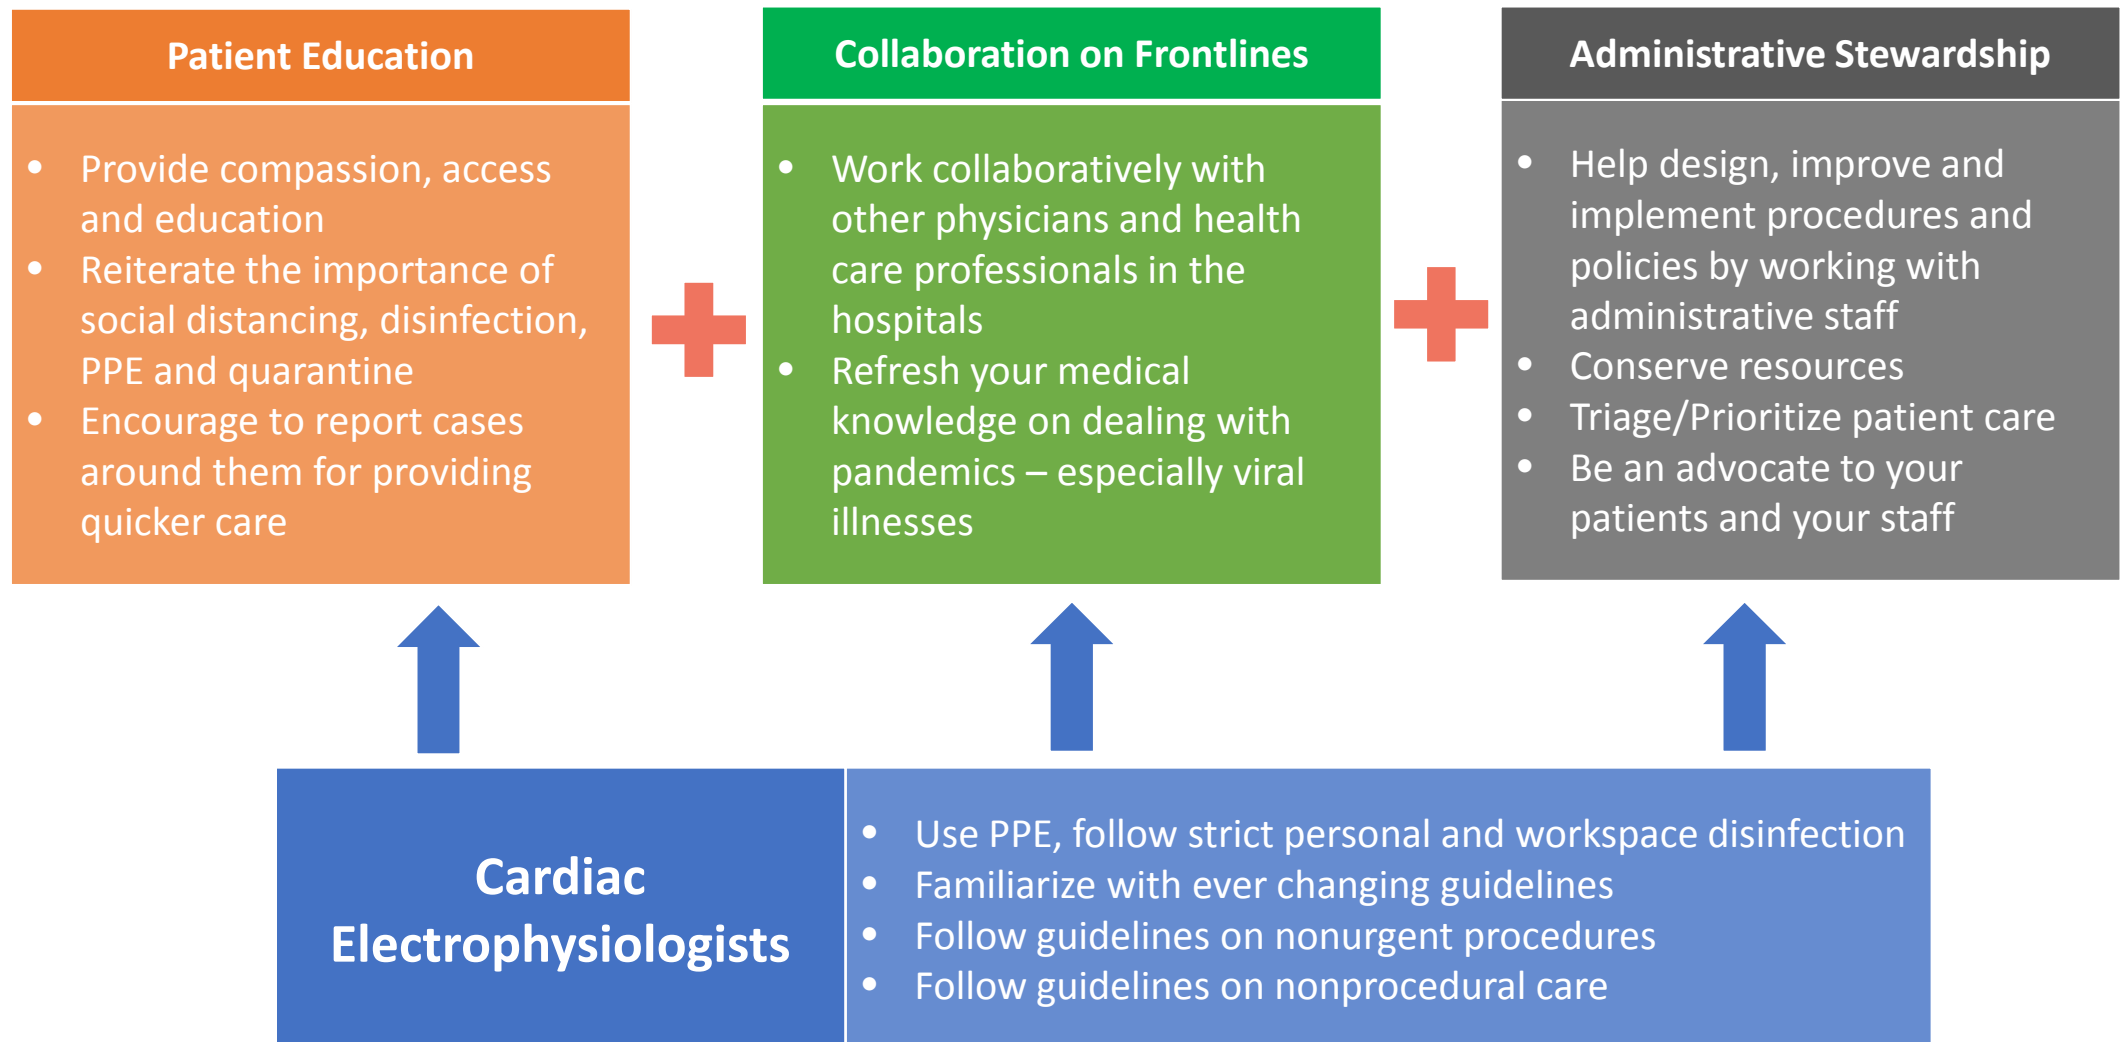 Patient Education
• Provide compassion, access
and education
• Reiterate the importance of
social distancing, disinfection,
PPE and quarantine
• Encourage to report cases
around them for providing
quicker care
Collaboration on Frontlines
• Work collaboratively with
other physicians and health
care professionals in the
hospitals
• Refresh your medical
knowledge on dealing with
pandemics – especially viral
illnesses
Administrative Stewardship
• Help design, improve and
implement procedures and
policies by working with
administrative staff
• Conserve resources
• Triage/Prioritize patient care
• Be an advocate to your
patients and your staff
Cardiac
Electrophysiologists
• Use PPE, follow strict personal and workspace disinfection
• Familiarize with ever changing guidelines
• Follow guidelines on nonurgent procedures
• Follow guidelines on nonprocedural care